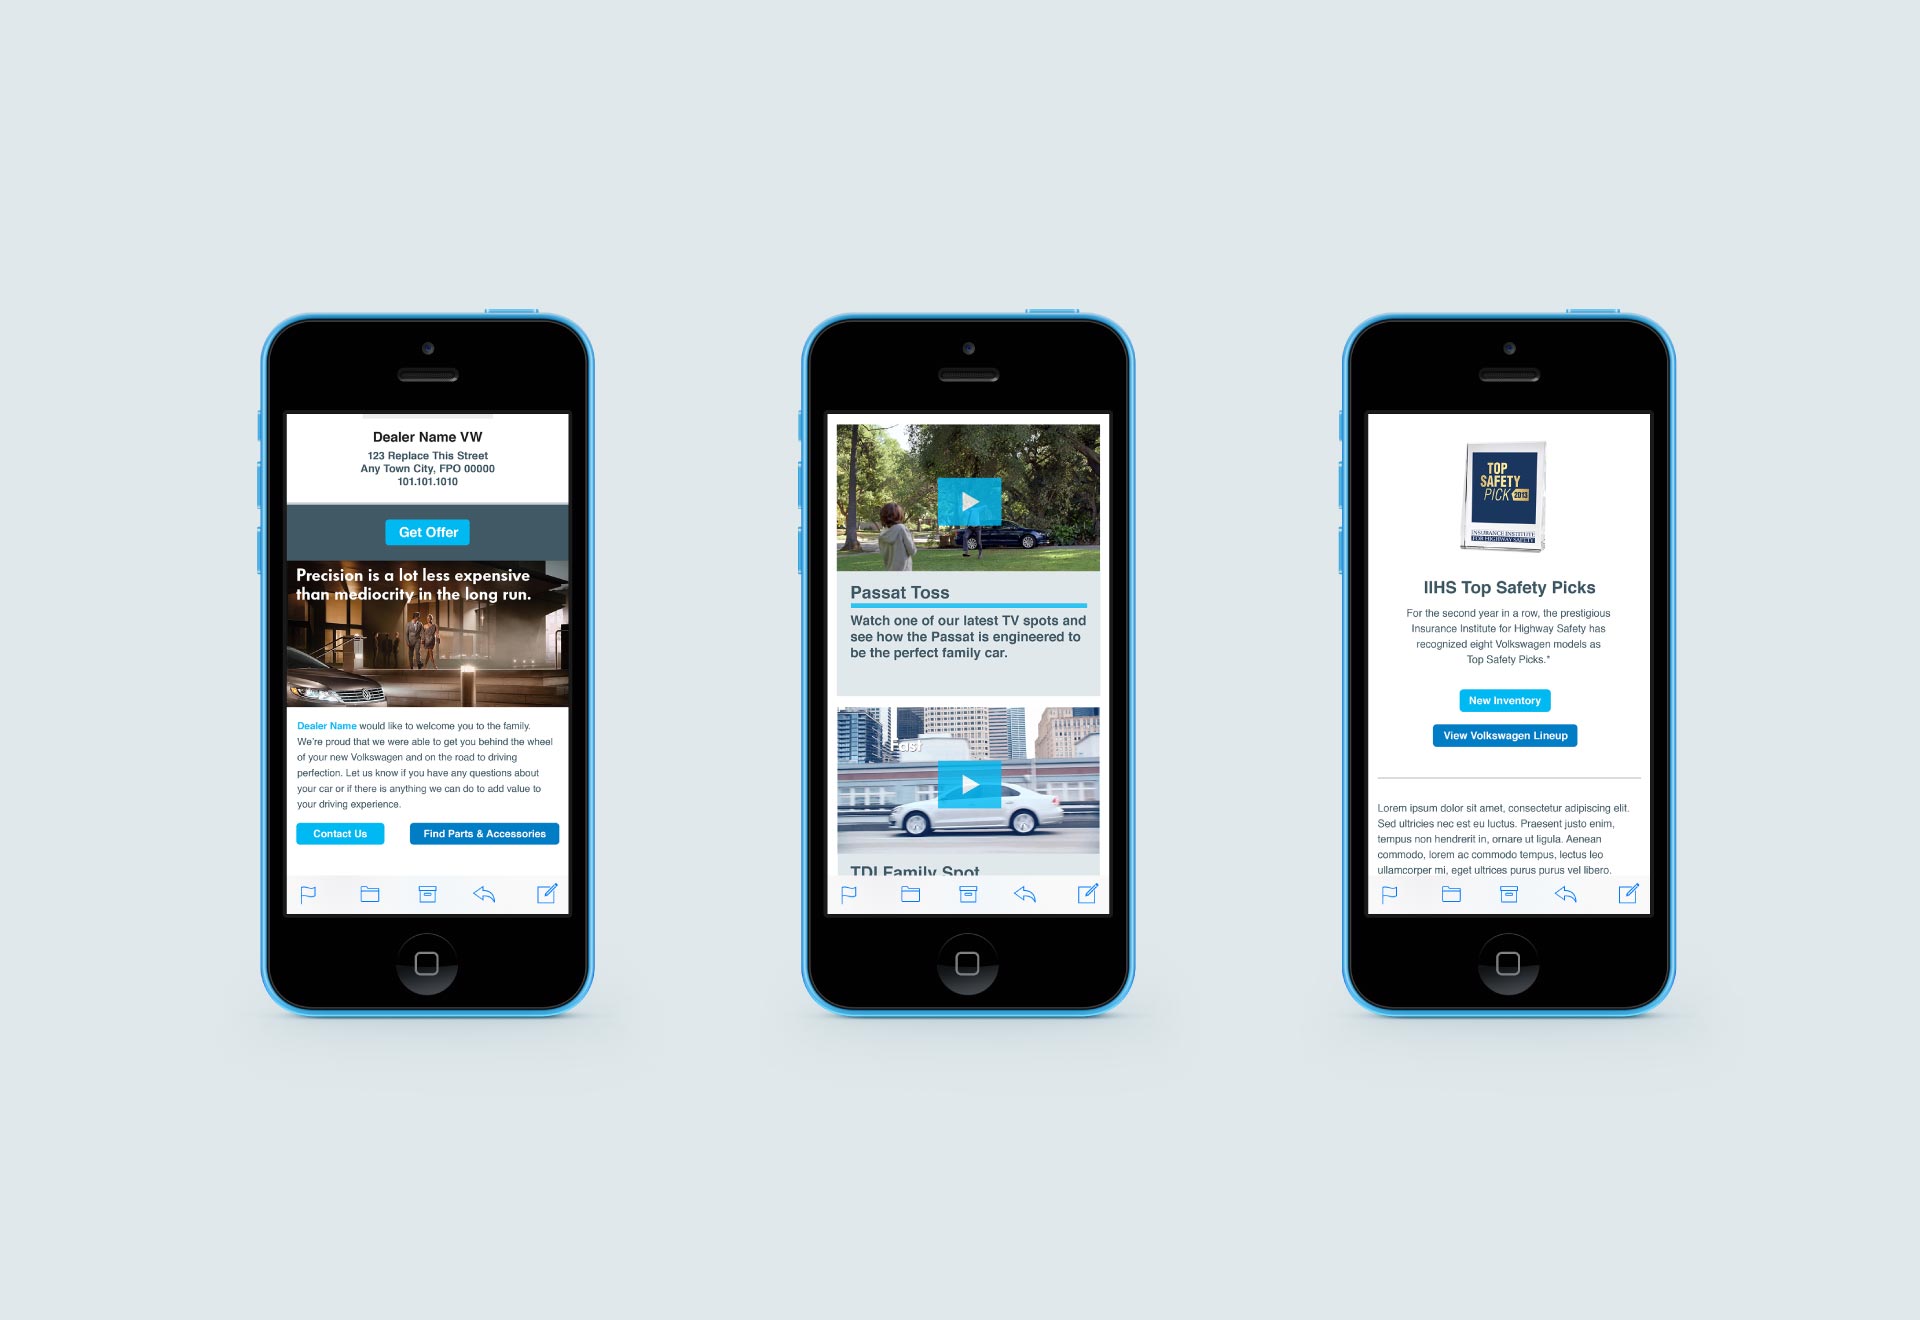 Dealer Name VW
123 Replace This Street
Any Town City, FPO 00000
101.101.1010
Get Offer
Precision is a lot less expensive
than mediocrity in the long run.
Dealer Name would like to welcome you to the family.
We're proud that we were able to get you behind the wheel
of your new Volkswagen and on the road to driving
perfection. Let us know if you have any questions about
your car or if there is anything we can do to add value to
your driving experience.
Contact Us
Find Parts & Accessories
Passat Toss
Watch one of our latest TV spots and
see how the Passat is engineered to
be the perfect family car.
Fast
TDI Family Spot
TOP
SAFETY
PICK 2013
INSURANCE INSTITUTE
FOR HIGHWAY SAFETY
IIHS Top Safety Picks
For the second year in a row, the prestigious
Insurance Institute for Highway Safety has
recognized eight Volkswagen models as
Top Safety Picks.*
New Inventory
View Volkswagen Lineup
Lorem ipsum dolor sit amet, consectetur adipiscing elit.
Sed ultricies nec est eu luctus. Praesent justo enim,
tempus non hendrerit in, ornare ut ligula. Aenean
commodo, lorem ac commodo tempus, lectus leo
ullamcorper mi, eget ultrices purus purus vel libero.